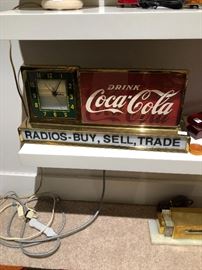 DRINK
Coca-Cola
RADIOS-BUY, SELL, TRADE